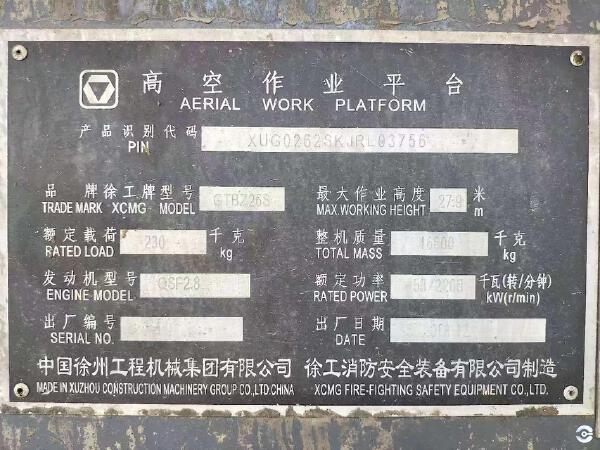 高空作业平台
AERIAL WORK PLATFORM
产品识别代码
PIN
XUG0262SKJRL03756
品牌徐工牌型号 GTBZ26S 最大作业高度 27.9 米
TRADE MARK XCMG MODEL MAX.WORKING HEIGHT m
额定载荷 230 千克 整机质量 16800 千克
RATED LOAD kg TOTAL MASS kg
发动机型号 QSF2.8 额定功率 千瓦(转/分钟)
ENGINE MODEL RATED POWER kW(r/min)
出厂编号 出厂日期
SERIAL NO. DATE
中国徐州工程机械集团有限公司 徐工消防安全装备有限公司制造
MADE IN XUZHOU CONSTRUCTION MACHINERY GROUP CO.,LTD.CHINA XCMG FIRE-FIGHTING SAFETY EQUIPMENT CO.,LTD.